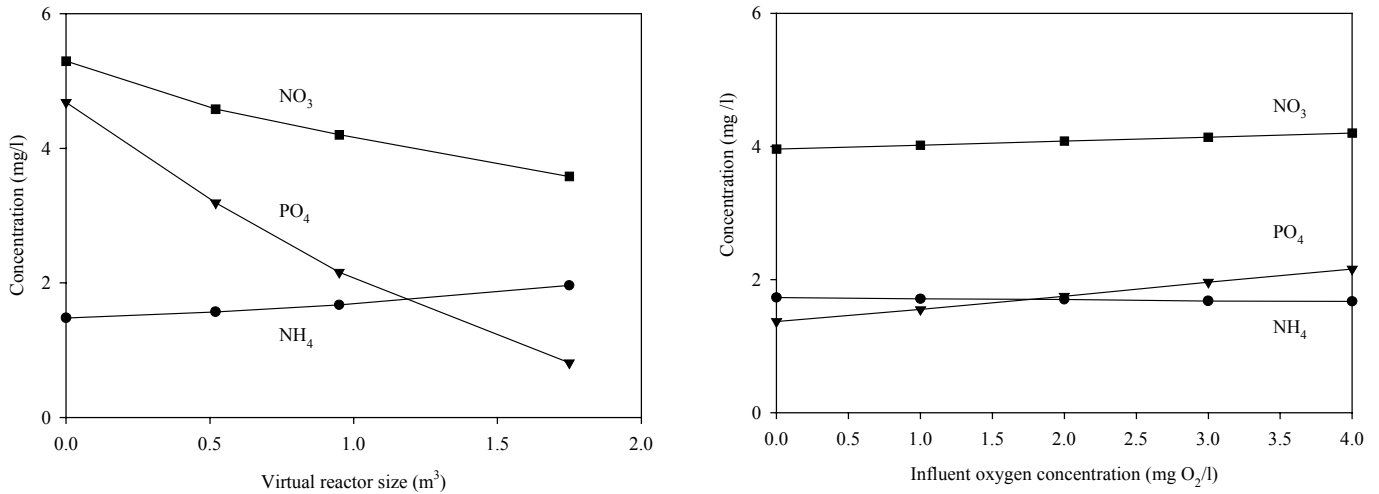 6
4
2
0
Concentration (mg/l)
NO₃
PO₄
NH₄
0.0 0.5 1.0 1.5 2.0
Virtual reactor size (m³)
6
4
2
0
Concentration (mg /l)
NO₃
PO₄
NH₄
0.0 0.5 1.0 1.5 2.0 2.5 3.0 3.5 4.0
Influent oxygen concentration (mg O₂/l)